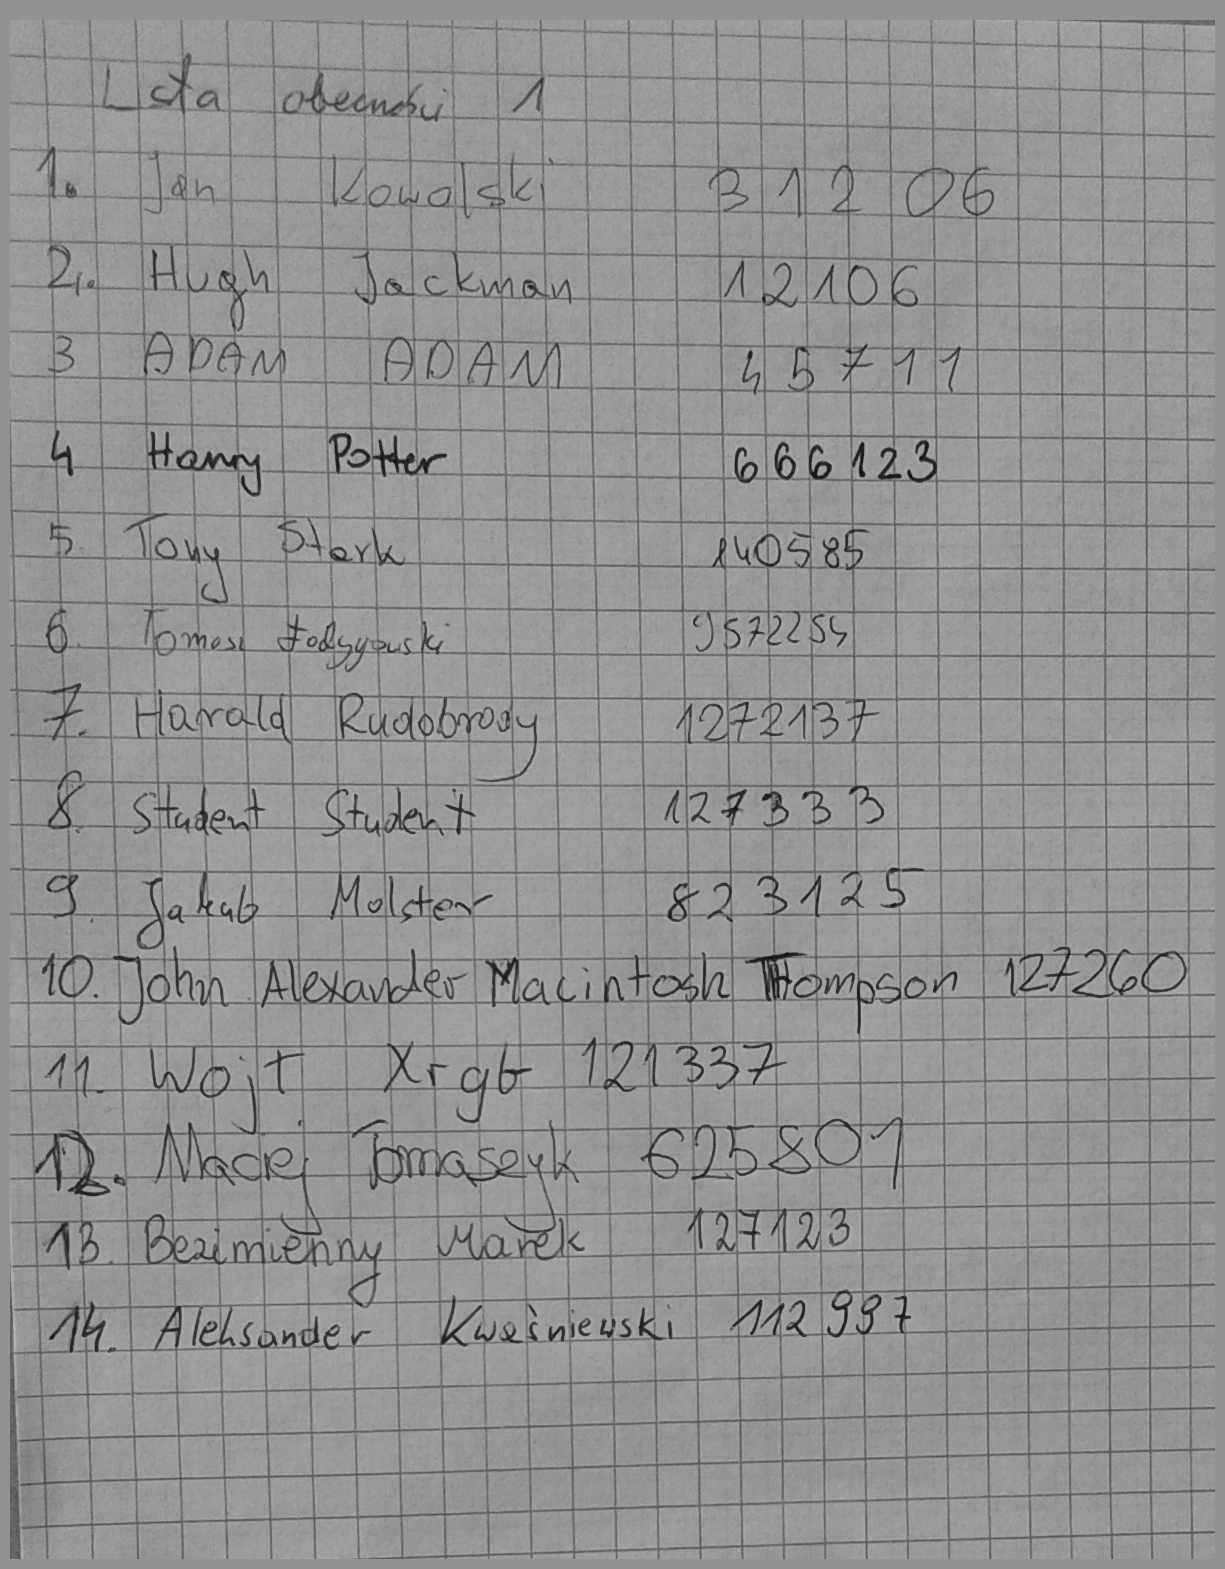 Lista obecności 1
1. Jan Kowalski 31206
2. Hugh Jackman 12106
3 ADAM ADAM 45711
4 Harry Potter 666123
5. Tony Stark 140585
6. Tomasz 9572254
7. Harald Rudobrody 1272137
8. Student Student 127333
9. Jakub Molster 823125
10. John Alexander Macintosh Thompson 127260
11. Wojt Xrgb 121337
12. Maciej Tomaszyk 625801
13. Bezimienny Marek 127123
14. Aleksander Kwaśniewski 112997